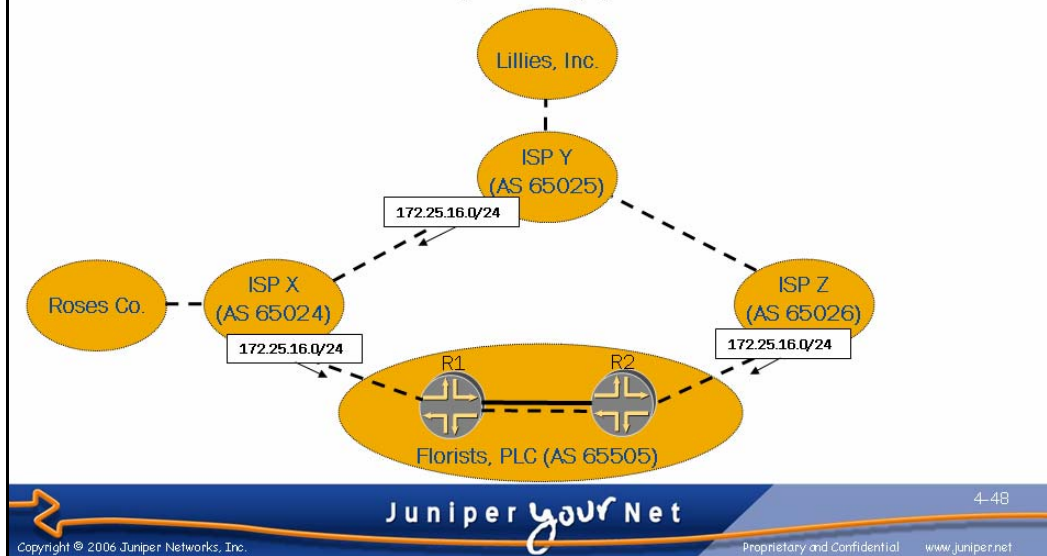 Lillies, Inc.
ISP Y
(AS 65025)
172.25.16.0/24
ISP X
(AS 65024)
Roses Co.
ISP Z
(AS 65026)
172.25.16.0/24
172.25.16.0/24
R1
R2
Florists, PLC (AS 65505)
Juniper your Net
4-48
Copyright © 2006 Juniper Networks, Inc.
Proprietary and Confidential
www.juniper.net